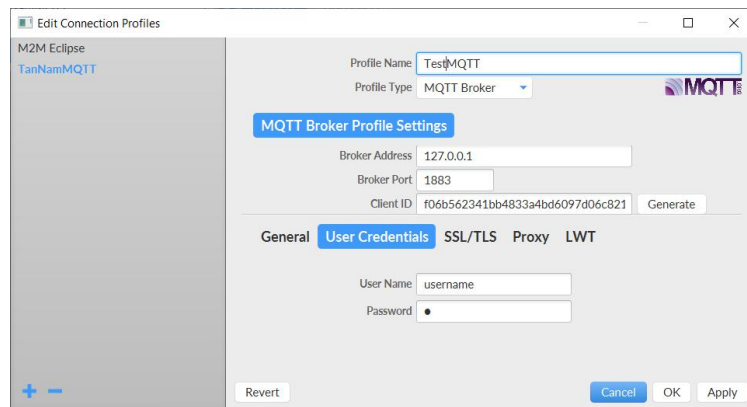 Edit Connection Profiles
M2M Eclipse
TanNamMQTT
Profile Name TestMQTT
Profile Type MQTT Broker
MQTT
MQTT Broker Profile Settings
Broker Address 127.0.0.1
Broker Port 1883
Client ID f06b562341bb4833a4bd6097d06c821 Generate
General User Credentials SSL/TLS Proxy LWT
User Name username
Password ●
Revert Cancel OK Apply